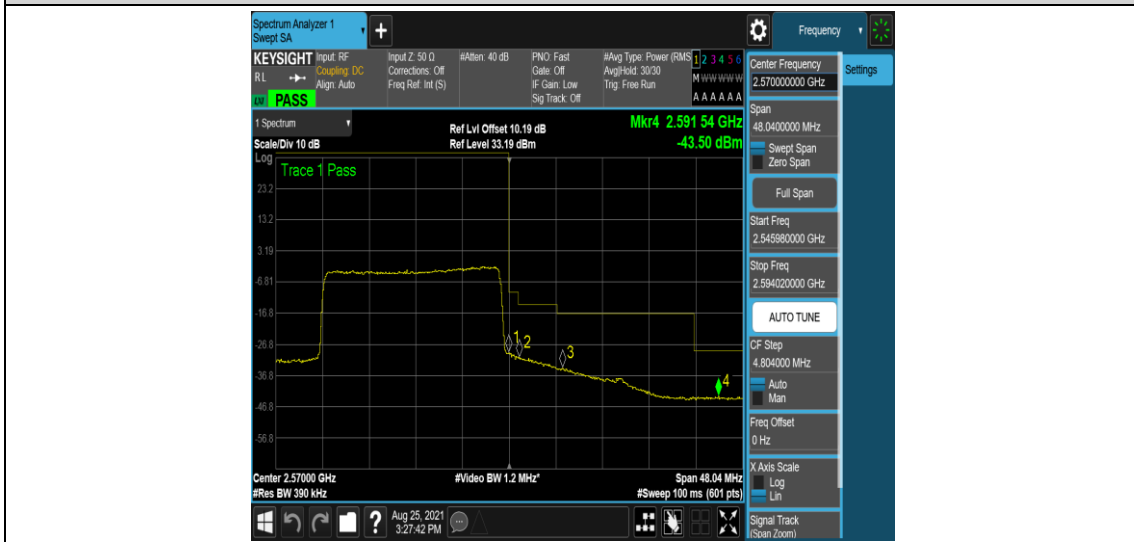 Spectrum Analyzer 1
Swept SA
+
Frequency
KEYSIGHT
RL
PASS
Input: RF
Coupling: DC
Align: Auto
Input Z: 50 Ω
Corrections: Off
Freq Ref: Int (S)
#Atten: 40 dB
PNO: Fast
Gate: Off
IF Gain: Low
Sig Track: Off
#Avg Type: Power (RMS
Avg|Hold: 30/30
Trig: Free Run
1 2 3 4 5 6
M W W W W W
A A A A A A
1 Spectrum
Scale/Div 10 dB
Ref Lvl Offset 10.19 dB
Ref Level 33.19 dBm
Mkr4 2.591 54 GHz
-43.50 dBm
Log
Trace 1 Pass
23.2
13.2
3.19
-6.81
-16.8
-26.8
-36.8
-46.8
-56.8
1
2
3
4
Center 2.57000 GHz
#Res BW 390 kHz
#Video BW 1.2 MHz*
Span 48.04 MHz
#Sweep 100 ms (601 pts)
?
Aug 25, 2021
3:27:42 PM
Center Frequency
2.570000000 GHz
Settings
Span
48.0400000 MHz
Swept Span
Zero Span
Full Span
Start Freq
2.545980000 GHz
Stop Freq
2.594020000 GHz
AUTO TUNE
CF Step
4.804000 MHz
Auto
Man
Freq Offset
0 Hz
X Axis Scale
Log
Lin
Signal Track
(Span Zoom)